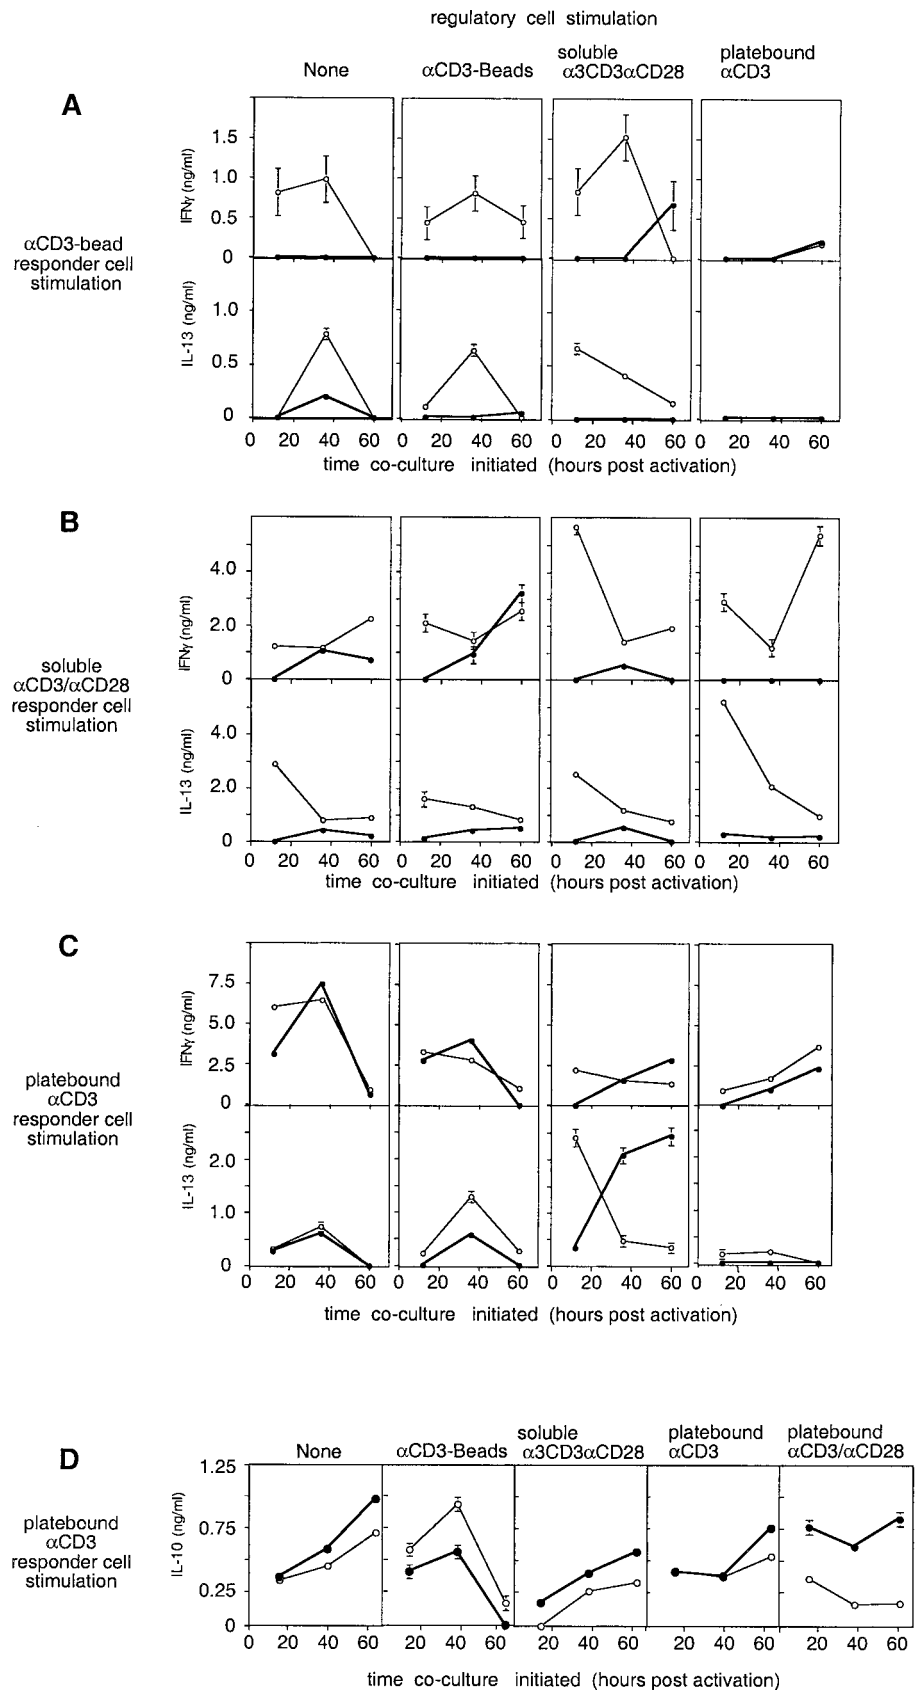 regulatory cell stimulation
None
αCD3-Beads
soluble
α3CD3αCD28
platebound
αCD3
A
αCD3-bead
responder cell
stimulation
IFNγ (ng/ml)
1.5
1.0
0.5
0
IL-13 (ng/ml)
1.0
0.5
0
0 20 40 60 0 20 40 60 0 20 40 60 0 20 40 60
time co-culture initiated (hours post activation)
B
soluble
αCD3/αCD28
responder cell
stimulation
IFNγ (ng/ml)
4.0
2.0
0
IL-13 (ng/ml)
4.0
2.0
0
0 20 40 60 0 20 40 60 0 20 40 60 0 20 40 60
time co-culture initiated (hours post activation)
C
platebound
αCD3
responder cell
stimulation
IFNγ (ng/ml)
7.5
5.0
2.5
0
IL-13 (ng/ml)
2.0
1.0
0
0 20 40 60 0 20 40 60 0 20 40 60 0 20 40 60
time co-culture initiated (hours post activation)
D
None
αCD3-Beads
soluble
α3CD3αCD28
platebound
αCD3
platebound
αCD3/αCD28
platebound
αCD3
responder cell
stimulation
IL-10 (ng/ml)
1.25
0.75
0.25
0
0 20 40 60 0 20 40 60 0 20 40 60 0 20 40 60 0 20 40 60
time co-culture initiated (hours post activation)